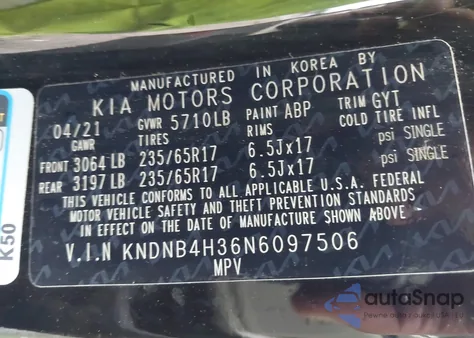 MANUFACTURED IN KOREA BY
KIA MOTORS CORPORATION
04/21 GVWR 5710LB PAINT ABP TRIM GYT
GAWR TIRES RIMS COLD TIRE INFL
FRONT 3064 LB 235/65R17 6.5Jx17 psi SINGLE
REAR 3197 LB 235/65R17 6.5Jx17 psi SINGLE
THIS VEHICLE CONFORMS TO ALL APPLICABLE U.S.A. FEDERAL
MOTOR VEHICLE SAFETY AND THEFT PREVENTION STANDARDS
IN EFFECT ON THE DATE OF MANUFACTURE SHOWN ABOVE.
V.I.N KNDNB4H36N6097506
MPV
K50
autoSnap